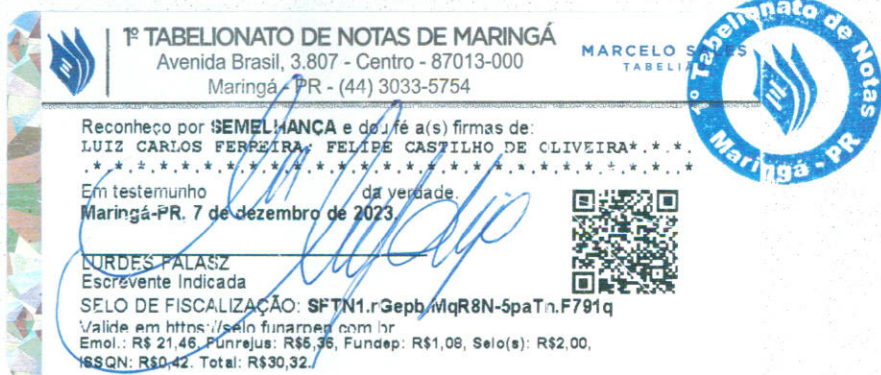 1º TABELIONATO DE NOTAS DE MARINGÁ
Avenida Brasil, 3.807 - Centro - 87013-000
Maringá - PR - (44) 3033-5754
MARCELO SALES
TABELIÃ
1º Tabelionato de Notas
Maringá - PR
Reconheço por SEMELHANÇA e dou fé a(s) firmas de:
LUIZ CARLOS FERREIRA, FELIPE CASTILHO DE OLIVEIRA*.*.*.
.*.*.*.*.*.*.*.*.*.*.*.*.*.*.*.*.*.*.*.*.*.*.*.*.*.*.*
Em testemunho da verdade.
Maringá-PR, 7 de dezembro de 2023.
LURDES PALASZ
Escrevente Indicada
SELO DE FISCALIZAÇÃO: SFTN1.rGepb.MqR8N-5paTn.F791q
Valide em https://selo.funarpen.com.br
Emol.: R$ 21,46, Funrejus: R$5,36, Fundep: R$1,08, Selo(s): R$2,00,
ISSQN: R$0,42. Total: R$30,32.